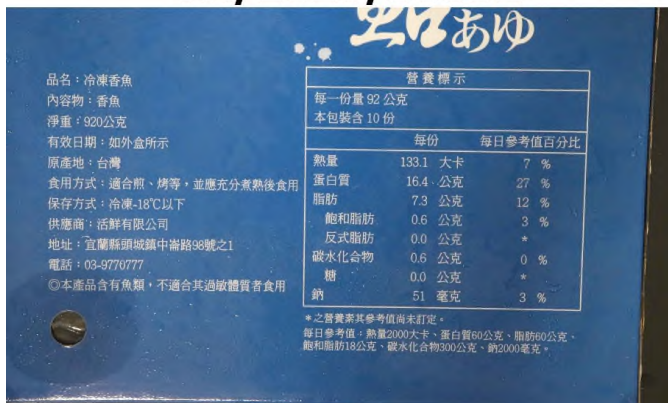 鮎あゆ
品名：冷凍香魚
內容物：香魚
淨重：920公克
有效日期：如外盒所示
原產地：台灣
食用方式：適合煎、烤等，並應充分煮熟後食用
保存方式：冷凍-18℃以下
供應商：活鮮有限公司
地址：宜蘭縣頭城鎮中崙路98號之1
電話：03-9770777
◎本產品含有魚類，不適合其過敏體質者食用
營養標示
每一份量 92 公克
本包裝含 10 份
每份 每日參考值百分比
熱量 133.1 大卡 7 %
蛋白質 16.4 公克 27 %
脂肪 7.3 公克 12 %
飽和脂肪 0.6 公克 3 %
反式脂肪 0.0 公克 *
碳水化合物 0.6 公克 0 %
糖 0.0 公克 *
鈉 51 毫克 3 %
*之營養素其參考值尚未訂定。
每日參考值：熱量2000大卡、蛋白質60公克、脂肪60公克、
飽和脂肪18公克、碳水化合物300公克、鈉2000毫克。